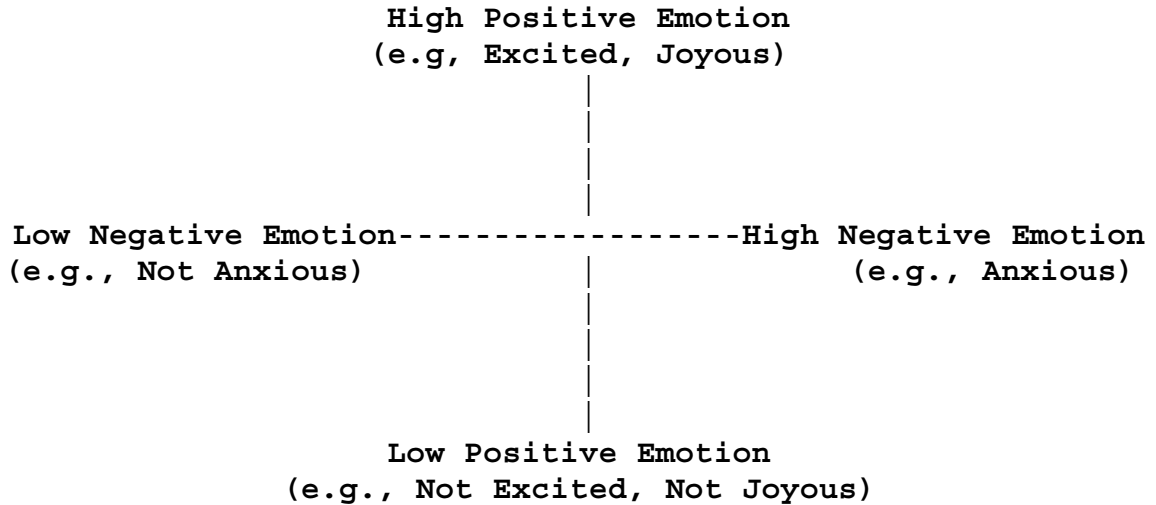 High Positive Emotion
(e.g, Excited, Joyous)
Low Negative Emotion------------------High Negative Emotion
(e.g., Not Anxious) (e.g., Anxious)
Low Positive Emotion
(e.g., Not Excited, Not Joyous)